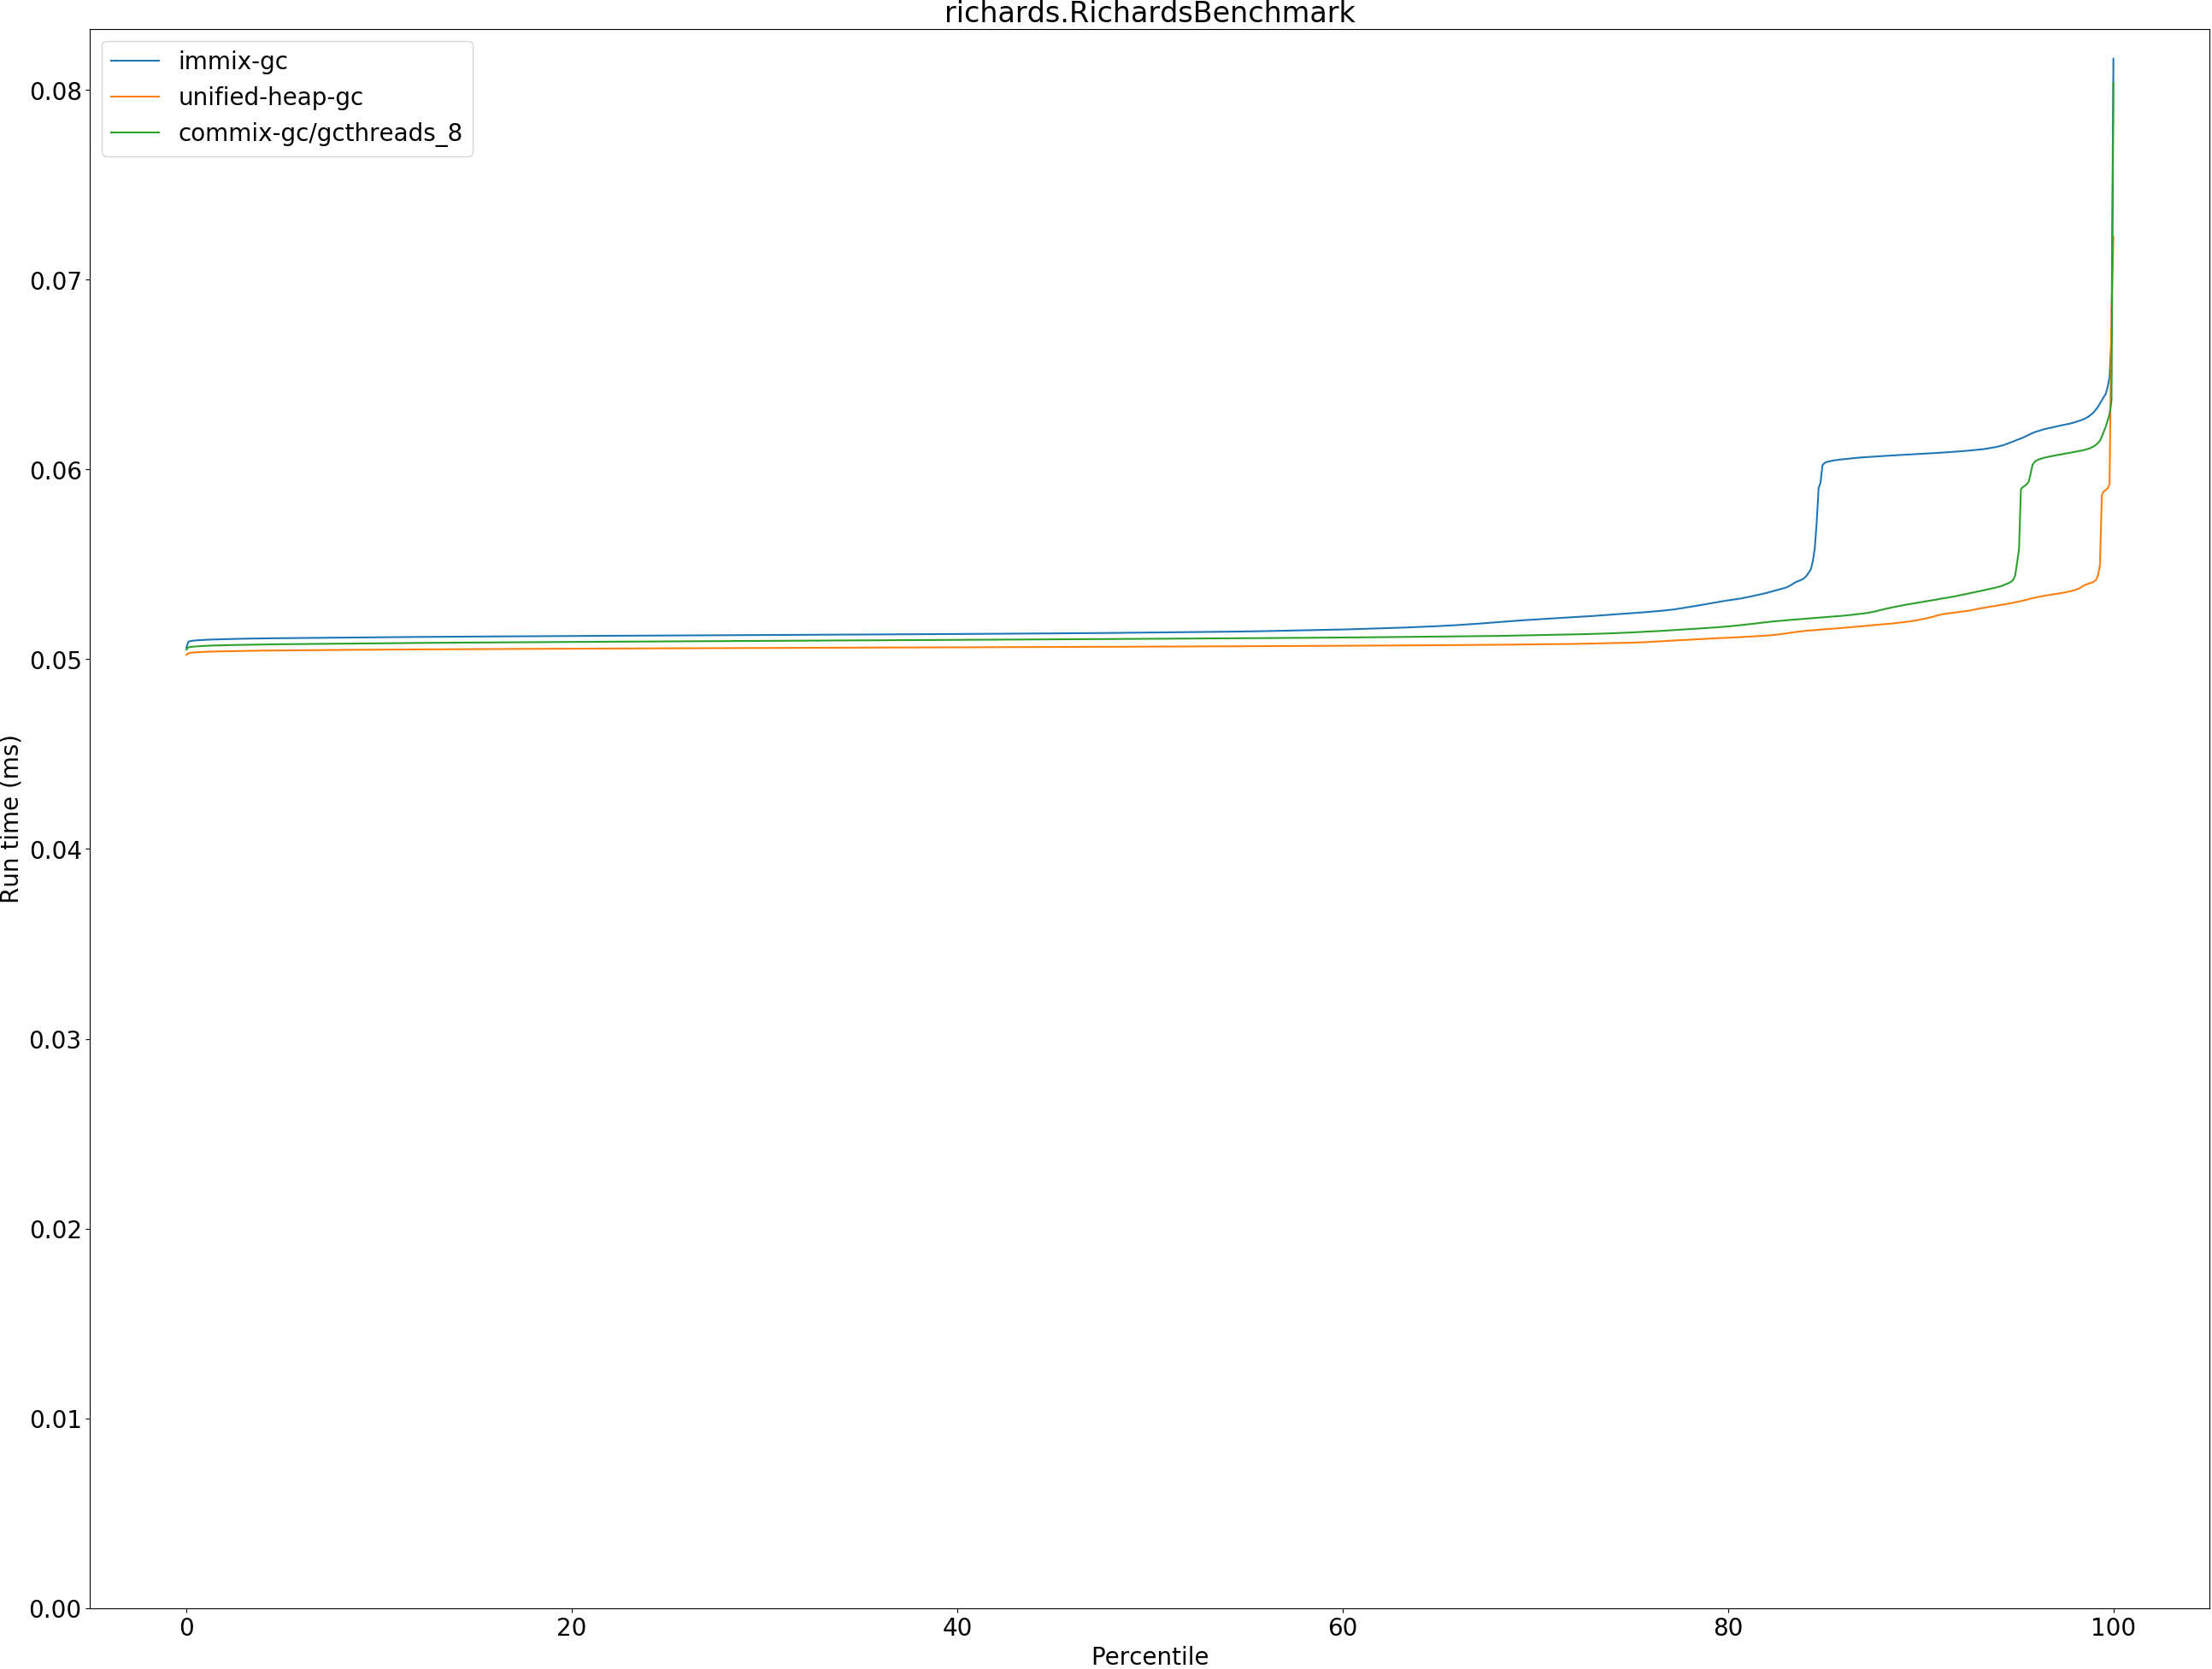 richards.RichardsBenchmark
immix-gc
unified-heap-gc
commix-gc/gcthreads_8
0.08
0.07
0.06
0.05
0.04
0.03
0.02
0.01
0.00
Run time (ms)
0 20 40 60 80 100
Percentile